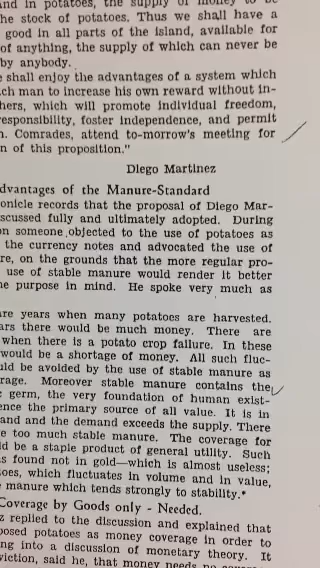 and in potatoes, the supply of money to be
the stock of potatoes. Thus we shall have a
good in all parts of the island, available for
of anything, the supply of which can never be
by anybody.
shall enjoy the advantages of a system which
ch man to increase his own reward without in-
hers, which will promote individual freedom,
esponsibility, foster independence, and permit
n. Comrades, attend to-morrow's meeting for
n of this proposition."
Diego Martinez
dvantages of the Manure-Standard
onicle records that the proposal of Diego Mar-
scussed fully and ultimately adopted. During
on someone objected to the use of potatoes as
the currency notes and advocated the use of
re, on the grounds that the more regular pro-
use of stable manure would render it better
he purpose in mind. He spoke very much as
are years when many potatoes are harvested.
ars there would be much money. There are
when there is a potato crop failure. In these
would be a shortage of money. All such fluc-
uld be avoided by the use of stable manure as
rage. Moreover stable manure contains the
c germ, the very foundation of human exist-
ence the primary source of all value. It is in
and and the demand exceeds the supply. There
e too much stable manure. The coverage for
ld be a staple product of general utility. Such
s found not in gold—which is almost useless;
toes, which fluctuates in volume and in value,
e manure which tends strongly to stability.*
Coverage by Goods only - Needed.
z replied to the discussion and explained that
posed potatoes as money coverage in order to
ng into a discussion of monetary theory. It
viction, said he, that money needs no